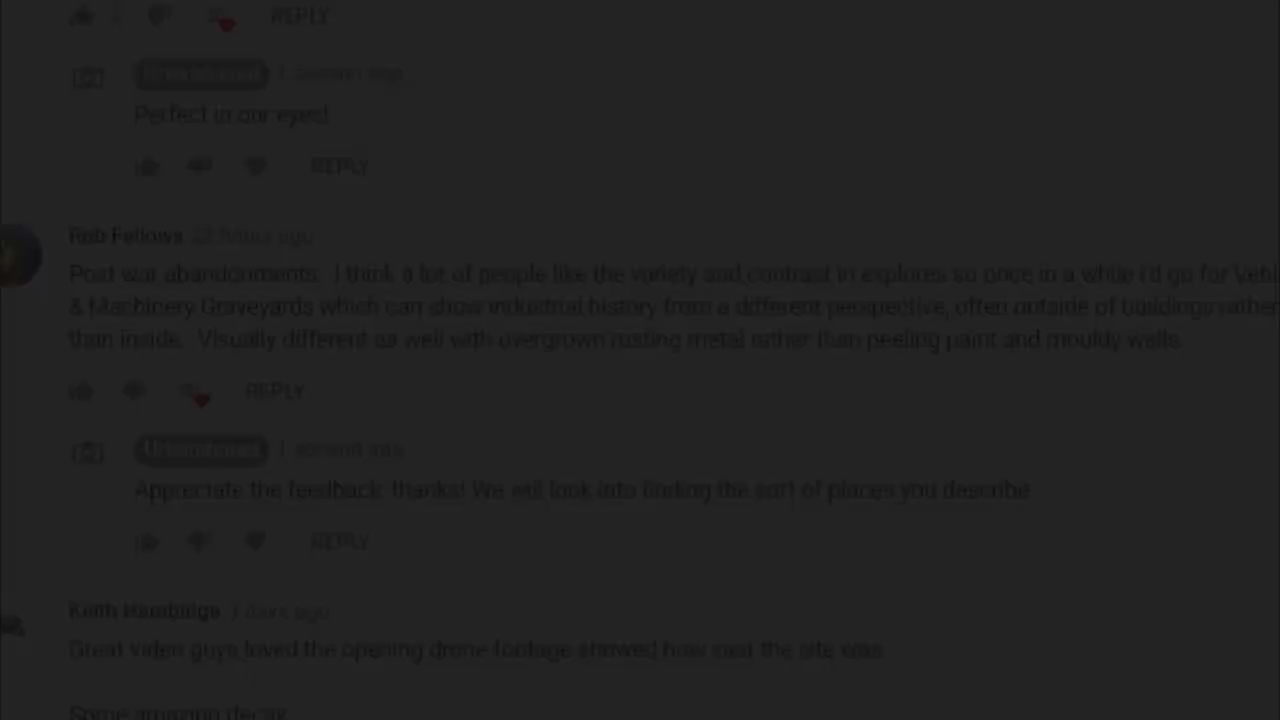 REPLY
1 second ago
Perfect in our eyes!
REPLY
Rob Fellows 22 hours ago
Post war abandonments. I think a lot of people like the variety and contrast in explores so once in a while I'd go for
& Machinery Graveyards which can show industrial history from a different perspective, often outside of buildings rather
than inside. Visually different as well with overgrown rusting metal rather than peeling paint and mouldy walls.
REPLY
1 second ago
Appreciate the feedback, thanks! We will look into finding the sort of places you describe
REPLY
Keith days ago
Great video guys loved the opening drone footage showed how vast the site was
Some amazing decay